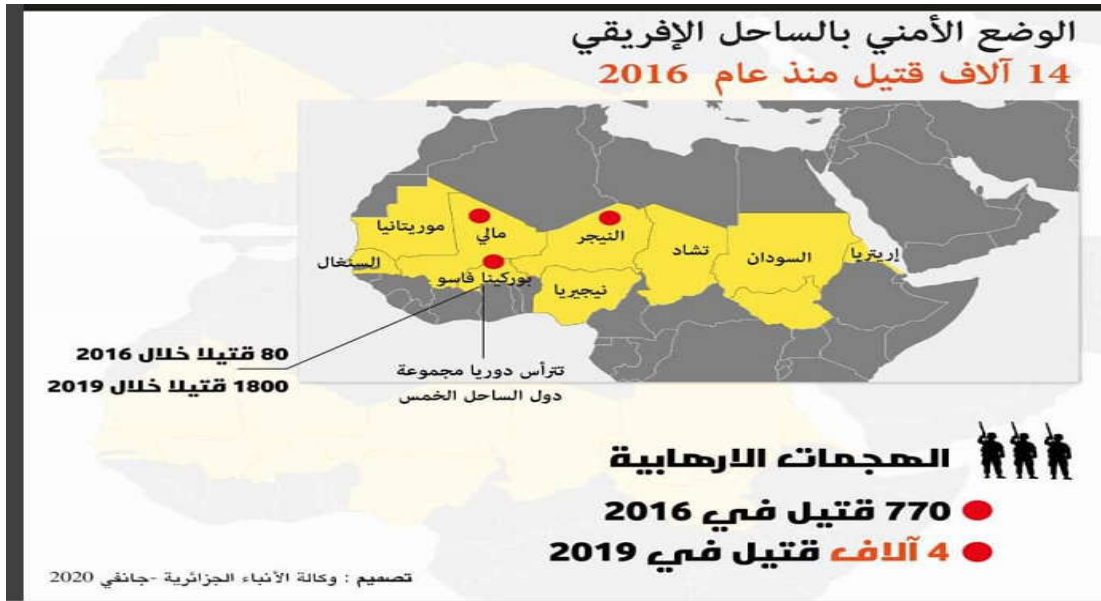 الوضع الأمني بالساحل الإفريقي
14 آلاف قتيل منذ عام 2016
موريتانيا
مالي
النيجر
تشاد
السودان
إريتريا
السنغال
بوركينا فاسو
نيجيريا
80 قتيلا خلال 2016
1800 قتيلا خلال 2019
تترأس دوريا مجموعة
دول الساحل الخمس
الهجمات الارهابية
770 قتيل في 2016
4 آلاف قتيل في 2019
تصميم : وكالة الأنباء الجزائرية -جانفي 2020